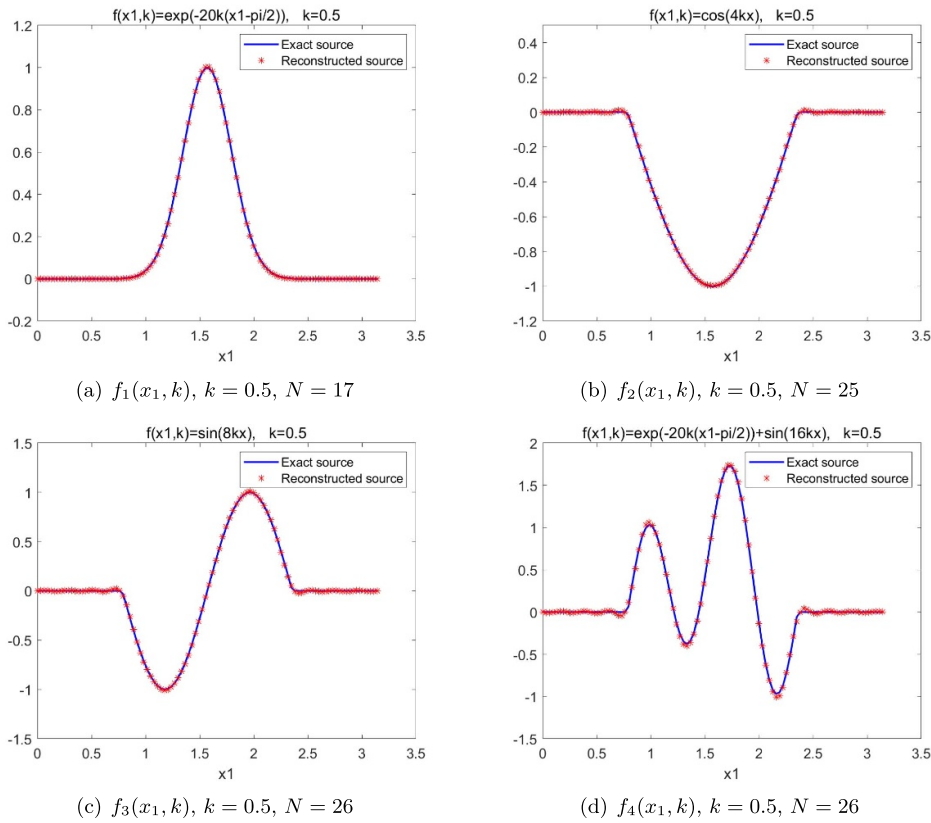 f(x1,k)=exp(-20k(x1-pi/2)), k=0.5
1.2
1
0.8
0.6
0.4
0.2
0
-0.2
0 0.5 1 1.5 2 2.5 3 3.5
x1
Exact source
Reconstructed source
(a) f₁(x₁, k), k = 0.5, N = 17
f(x1,k)=cos(4kx), k=0.5
0.4
0.2
0
-0.2
-0.4
-0.6
-0.8
-1
-1.2
0 0.5 1 1.5 2 2.5 3 3.5
x1
Exact source
Reconstructed source
(b) f₂(x₁, k), k = 0.5, N = 25
f(x1,k)=sin(8kx), k=0.5
1.5
1
0.5
0
-0.5
-1
-1.5
0 0.5 1 1.5 2 2.5 3 3.5
x1
Exact source
Reconstructed source
(c) f₃(x₁, k), k = 0.5, N = 26
f(x1,k)=exp(-20k(x1-pi/2))+sin(16kx), k=0.5
2
1.5
1
0.5
0
-0.5
-1
-1.5
0 0.5 1 1.5 2 2.5 3 3.5
x1
Exact source
Reconstructed source
(d) f₄(x₁, k), k = 0.5, N = 26